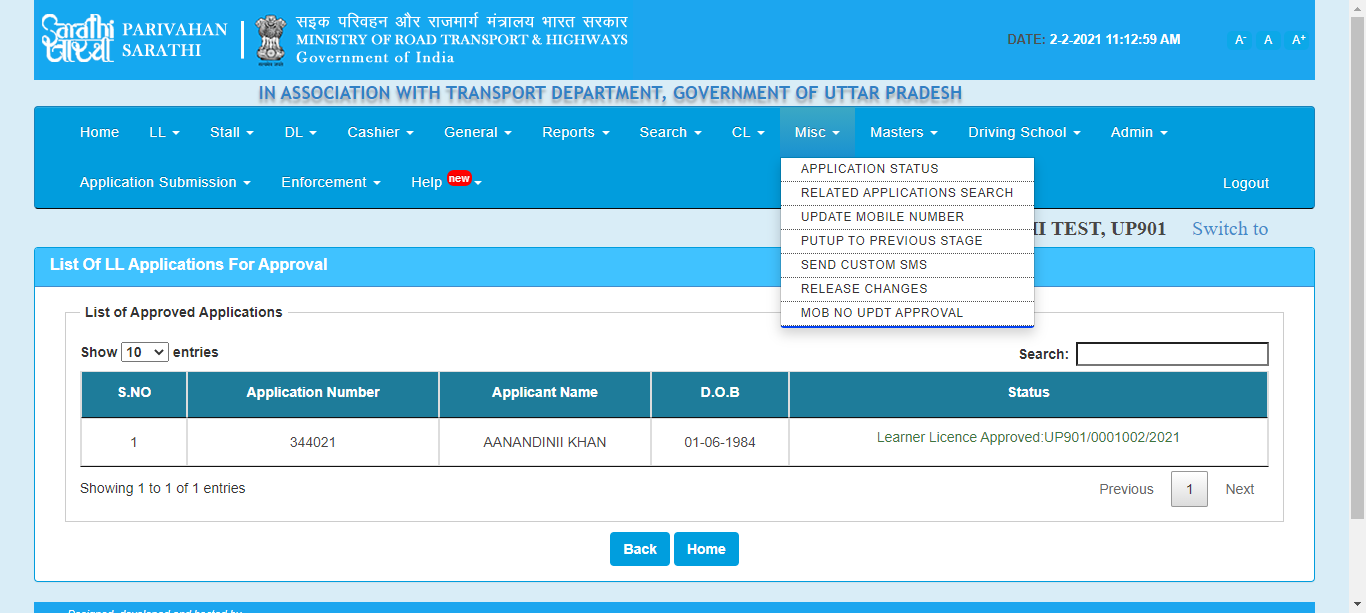 Sarathi
सारथी
PARIVAHAN
SARATHI
सड़क परिवहन और राजमार्ग मंत्रालय भारत सरकार
MINISTRY OF ROAD TRANSPORT & HIGHWAYS
Government of India
DATE: 2-2-2021 11:12:59 AM
A- A A+
IN ASSOCIATION WITH TRANSPORT DEPARTMENT, GOVERNMENT OF UTTAR PRADESH
Home LL Stall DL Cashier General Reports Search CL Misc Masters Driving School Admin
Application Submission Enforcement Help new Logout
APPLICATION STATUS
RELATED APPLICATIONS SEARCH
UPDATE MOBILE NUMBER
PUTUP TO PREVIOUS STAGE
SEND CUSTOM SMS
RELEASE CHANGES
MOB NO UPDT APPROVAL
TEST, UP901 Switch to
List Of LL Applications For Approval
List of Approved Applications
Show 10 entries
Search:
S.NO Application Number Applicant Name D.O.B Status
1 344021 AANANDINII KHAN 01-06-1984 Learner Licence Approved:UP901/0001002/2021
Showing 1 to 1 of 1 entries
Previous 1 Next
Back Home
Designed, developed and hosted by